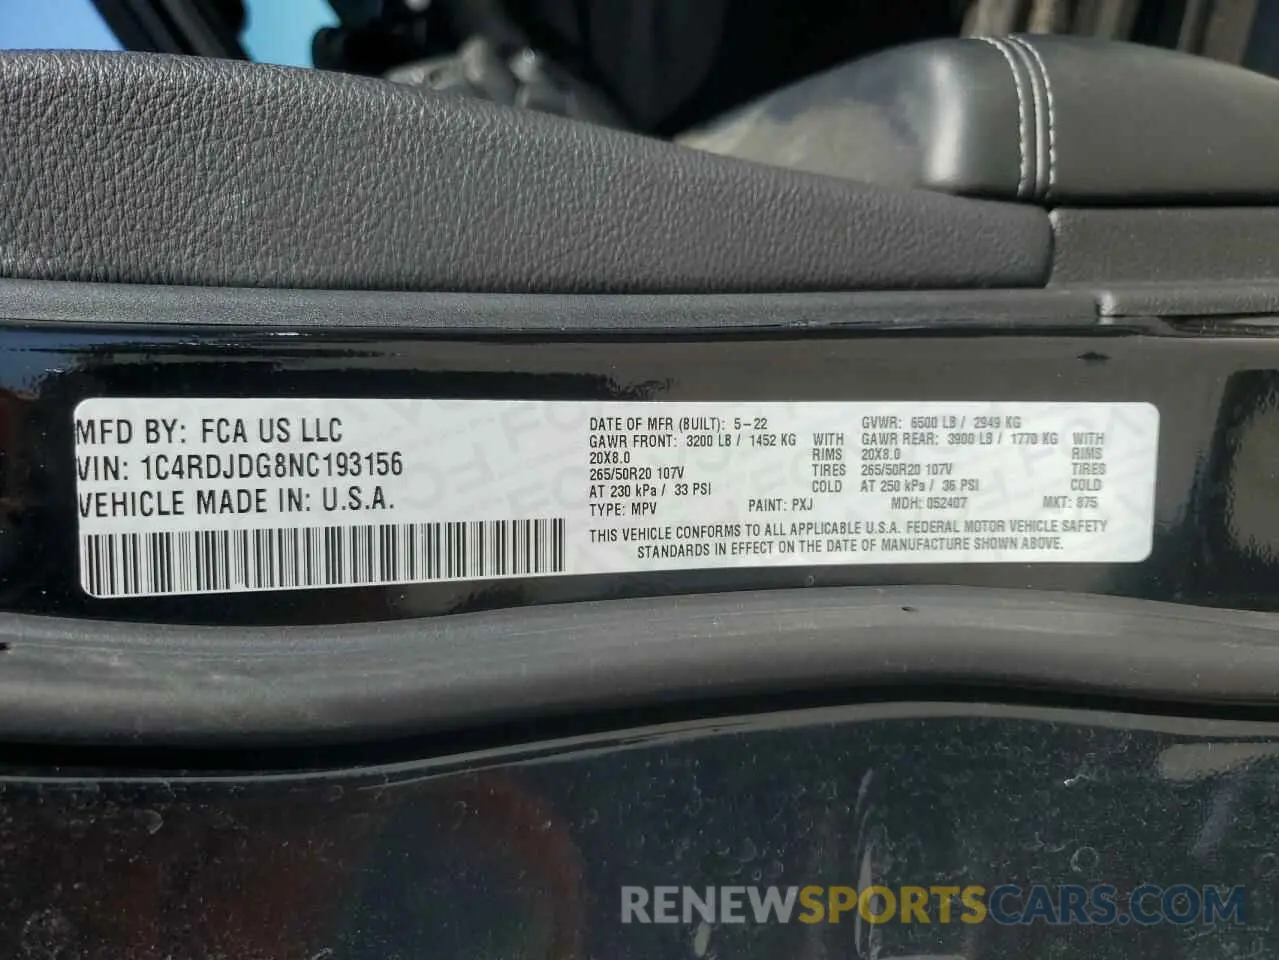 MFD BY: FCA US LLC
VIN: 1C4RDJDG8NC193156
VEHICLE MADE IN: U.S.A.
DATE OF MFR (BUILT): 5-22 GVWR: 6500 LB / 2949 KG
GAWR FRONT: 3200 LB / 1452 KG WITH GAWR REAR: 3900 LB / 1770 KG WITH
20X8.0 RIMS 20X8.0 RIMS
265/50R20 107V TIRES 265/50R20 107V TIRES
AT 230 kPa / 33 PSI COLD AT 250 kPa / 36 PSI COLD
TYPE: MPV PAINT: PXJ MDH: 052407 MKT: 875
THIS VEHICLE CONFORMS TO ALL APPLICABLE U.S.A. FEDERAL MOTOR VEHICLE SAFETY
STANDARDS IN EFFECT ON THE DATE OF MANUFACTURE SHOWN ABOVE.
RENEWSPORTSCARS.COM